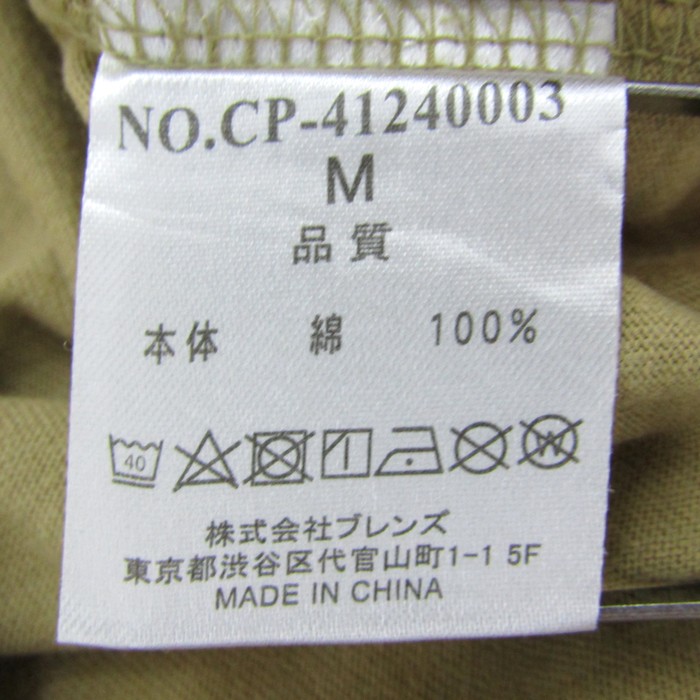 NO.CP-41240003
M
品質
本体 綿 100%
40 W
株式会社ブレンズ
東京都渋谷区代官山町1-1 5F
MADE IN CHINA